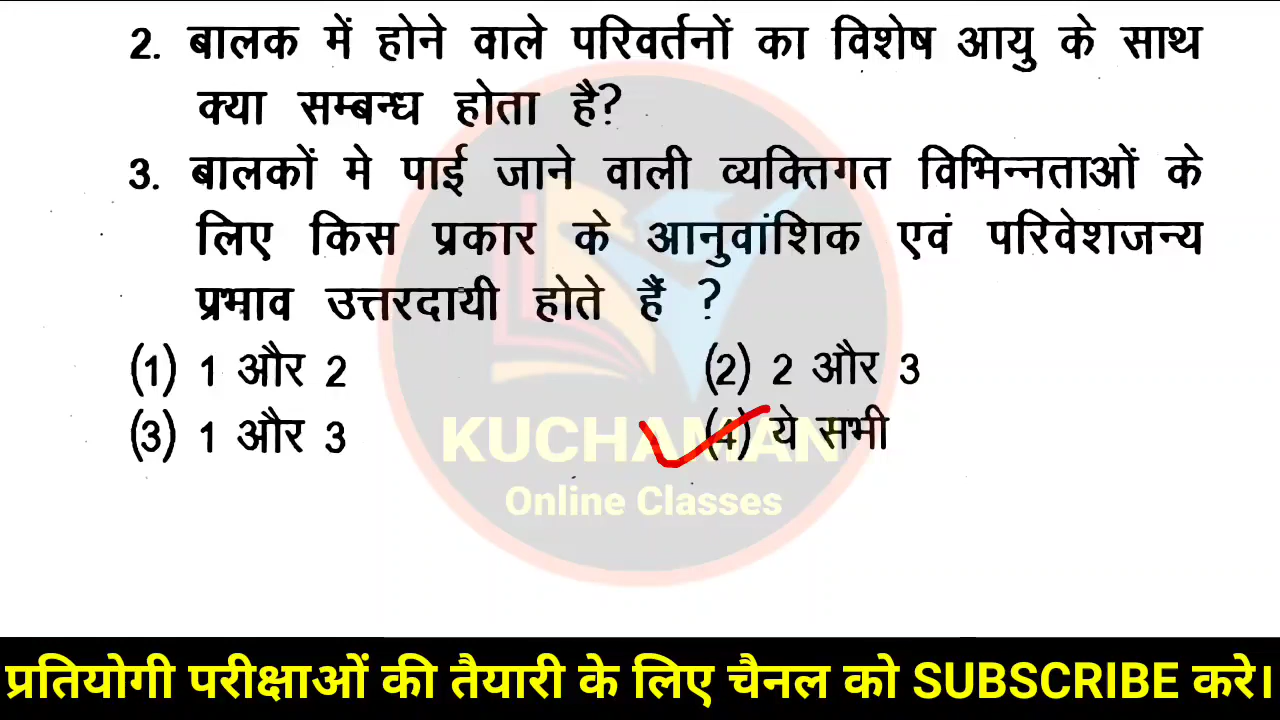 2. बालक में होने वाले परिवर्तनों का विशेष आयु के साथ
क्या सम्बन्ध होता है?
3. बालकों मे पाई जाने वाली व्यक्तिगत विभिन्नताओं के
लिए किस प्रकार के आनुवांशिक एवं परिवेशजन्य
प्रभाव उत्तरदायी होते हैं ?
(1) 1 और 2 (2) 2 और 3
(3) 1 और 3 (4) ये सभी
KUCHAMAN
Online Classes
प्रतियोगी परीक्षाओं की तैयारी के लिए चैनल को SUBSCRIBE करे।